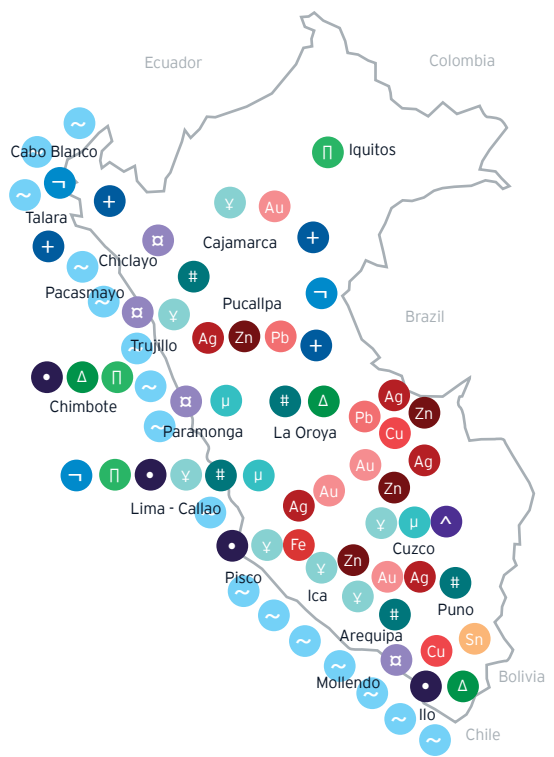 Ecuador
Colombia
~
Cabo Blanco
~
∏ Iquitos
~ ¬ +
Talara
¥ Au
+ ¤ Cajamarca +
Chiclayo
~ #
Pacasmayo
~ ¤ ¥ Pucallpa ¬
Brazil
Ag Zn Pb +
~
Trujillo
• Δ ∏ ~
Chimbote
¤ µ # Δ
Ag
Pb Zn
~ Paramonga La Oroya Cu
Au Ag
¬ ∏ • ¥ # µ
Zn
Lima - Callao
Au
~ Ag
¥ µ ^
Cuzco
• ¥ Fe
Pisco
¥ Zn
Au Ag #
~ Ica ¥ Puno
~ #
Arequipa
~ Sn
Cu
~ ¤
Mollendo
~ • Δ
Bolivia
~ Ilo
Chile
~